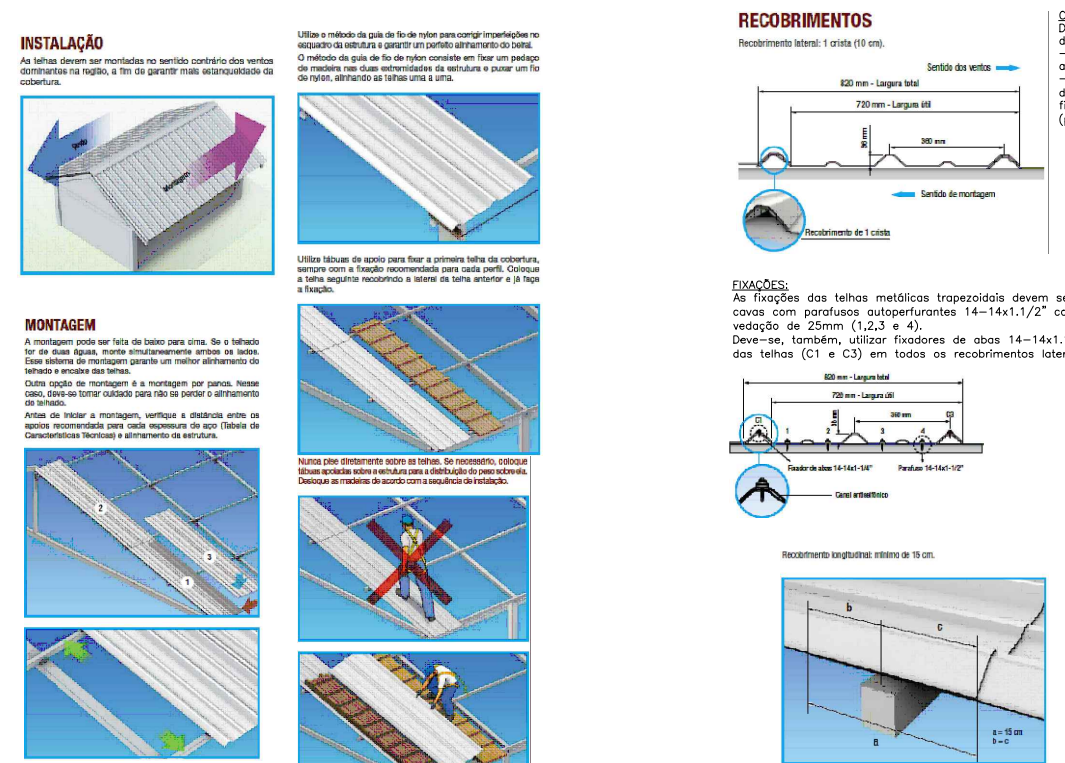 INSTALAÇÃO
As telhas devem ser montadas no sentido contrário dos ventos
dominantes na região, a fim de garantir mais estanqueidade da
cobertura.
Vento
Montagem
MONTAGEM
A montagem pode ser feita de baixo para cima. Se o telhado
for de duas águas, monte simultaneamente ambos os lados.
Esse sistema de montagem garante um melhor alinhamento do
telhado e encaixe das telhas.
Outra opção de montagem é a montagem por panos. Nesse
caso, deve-se tomar cuidado para não se perder o alinhamento
do telhado.
Antes de iniciar a montagem, verifique a distância entre os
apoios recomendada para cada espessura de aço (Tabela de
Características Técnicas) e alinhamento da estrutura.
2
3
1
Utilize o método da guia de fio de nylon para corrigir imperfeições no
esquadro da estrutura e garantir um perfeito alinhamento do beiral.
O método da guia de fio de nylon consiste em fixar um pedaço
de madeira nas duas extremidades da estrutura e puxar um fio
de nylon, alinhando as telhas uma a uma.
Utilize tábuas de apoio para fixar a primeira telha da cobertura,
sempre com a fixação recomendada para cada perfil. Coloque
a telha seguinte recobrindo a lateral da telha anterior e já faça
a fixação.
Nunca pise diretamente sobre as telhas. Se necessário, coloque
tábuas apoiadas sobre a estrutura para a distribuição do peso sobre ela.
Desloque as madeiras de acordo com a sequência de instalação.
RECOBRIMENTOS
Recobrimento lateral: 1 crista (10 cm).
Sentido dos ventos
820 mm - Largura total
720 mm - Largura útil
360 mm
Sentido de montagem
Recobrimento de 1 crista
FIXAÇÕES:
As fixações das telhas metálicas trapezoidais devem se
cavas com parafusos autoperfurantes 14-14x1.1/2" co
vedação de 25mm (1,2,3 e 4).
Deve-se, também, utilizar fixadores de abas 14-14x1.1
das telhas (C1 e C3) em todos os recobrimentos later
820 mm - Largura total
720 mm - Largura útil
360 mm
C1 1 2 3 4 C3
Fixador de abas 14-14x1-1/4" Parafuso 14-14x1-1/2"
Canal antissifônico
Recobrimento longitudinal: mínimo de 15 cm.
b
c
a = 15 cm
b = c